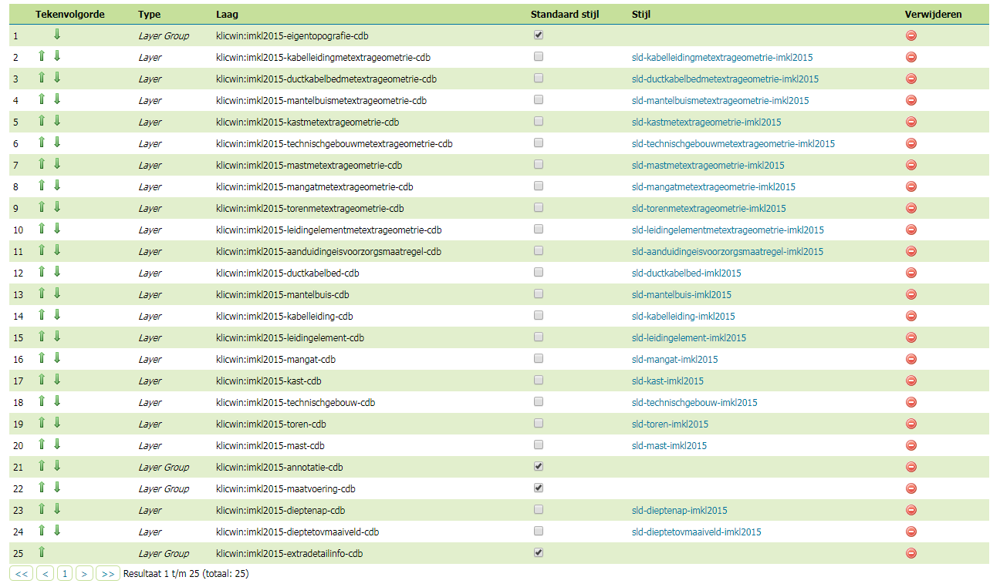 Tekenvolgorde Type Laag Standaard stijl Stijl Verwijderen
1 Layer Group klicwin:imkl2015-eigentopografie-cdb
2 Layer klicwin:imkl2015-kabelleidingmetextrageometrie-cdb sld-kabelleidingmetextrageometrie-imkl2015
3 Layer klicwin:imkl2015-ductkabelbedmetextrageometrie-cdb sld-ductkabelbedmetextrageometrie-imkl2015
4 Layer klicwin:imkl2015-mantelbuismetextrageometrie-cdb sld-mantelbuismetextrageometrie-imkl2015
5 Layer klicwin:imkl2015-kastmetextrageometrie-cdb sld-kastmetextrageometrie-imkl2015
6 Layer klicwin:imkl2015-technischgebouwmetextrageometrie-cdb sld-technischgebouwmetextrageometrie-imkl2015
7 Layer klicwin:imkl2015-mastmetextrageometrie-cdb sld-mastmetextrageometrie-imkl2015
8 Layer klicwin:imkl2015-mangatmetextrageometrie-cdb sld-mangatmetextrageometrie-imkl2015
9 Layer klicwin:imkl2015-torenmetextrageometrie-cdb sld-torenmetextrageometrie-imkl2015
10 Layer klicwin:imkl2015-leidingelementmetextrageometrie-cdb sld-leidingelementmetextrageometrie-imkl2015
11 Layer klicwin:imkl2015-aanduidingeisvoorzorgsmaatregel-cdb sld-aanduidingeisvoorzorgsmaatregel-imkl2015
12 Layer klicwin:imkl2015-ductkabelbed-cdb sld-ductkabelbed-imkl2015
13 Layer klicwin:imkl2015-mantelbuis-cdb sld-mantelbuis-imkl2015
14 Layer klicwin:imkl2015-kabelleiding-cdb sld-kabelleiding-imkl2015
15 Layer klicwin:imkl2015-leidingelement-cdb sld-leidingelement-imkl2015
16 Layer klicwin:imkl2015-mangat-cdb sld-mangat-imkl2015
17 Layer klicwin:imkl2015-kast-cdb sld-kast-imkl2015
18 Layer klicwin:imkl2015-technischgebouw-cdb sld-technischgebouw-imkl2015
19 Layer klicwin:imkl2015-toren-cdb sld-toren-imkl2015
20 Layer klicwin:imkl2015-mast-cdb sld-mast-imkl2015
21 Layer Group klicwin:imkl2015-annotatie-cdb
22 Layer Group klicwin:imkl2015-maatvoering-cdb
23 Layer klicwin:imkl2015-dieptenap-cdb sld-dieptenap-imkl2015
24 Layer klicwin:imkl2015-dieptetovmaaiveld-cdb sld-dieptetovmaaiveld-imkl2015
25 Layer Group klicwin:imkl2015-extradetailinfo-cdb
<< < 1 > >> Resultaat 1 t/m 25 (totaal: 25)